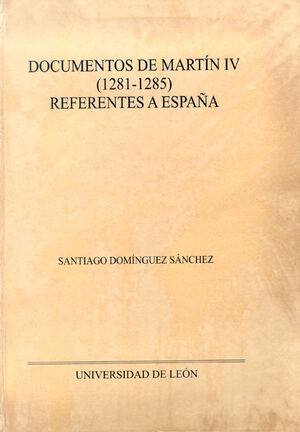 DOCUMENTOS DE MARTÍN IV
(1281-1285)
REFERENTES A ESPAÑA
SANTIAGO DOMÍNGUEZ SÁNCHEZ
UNIVERSIDAD DE LEÓN